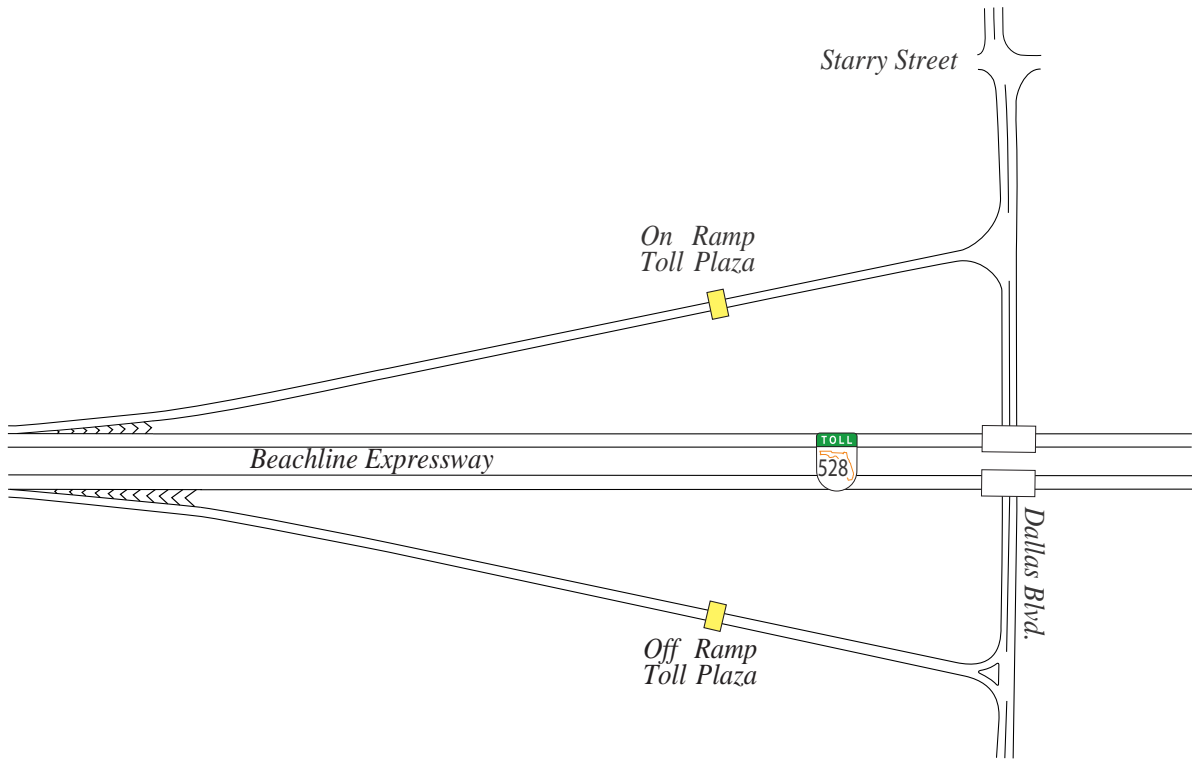 Starry Street
On Ramp
Toll Plaza
TOLL
528
Beachline Expressway
Dallas Blvd.
Off Ramp
Toll Plaza